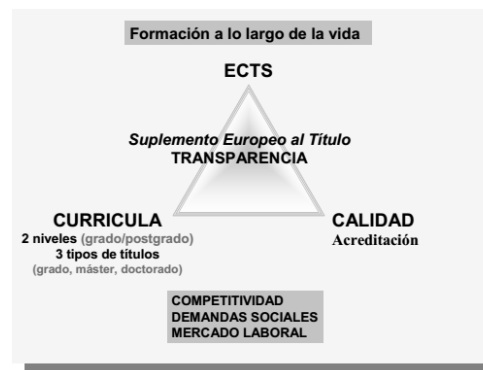 Formación a lo largo de la vida
ECTS
Suplemento Europeo al Título
TRANSPARENCIA
CURRICULA
2 niveles (grado/postgrado)
3 tipos de títulos
(grado, máster, doctorado)
CALIDAD
Acreditación
COMPETITIVIDAD
DEMANDAS SOCIALES
MERCADO LABORAL